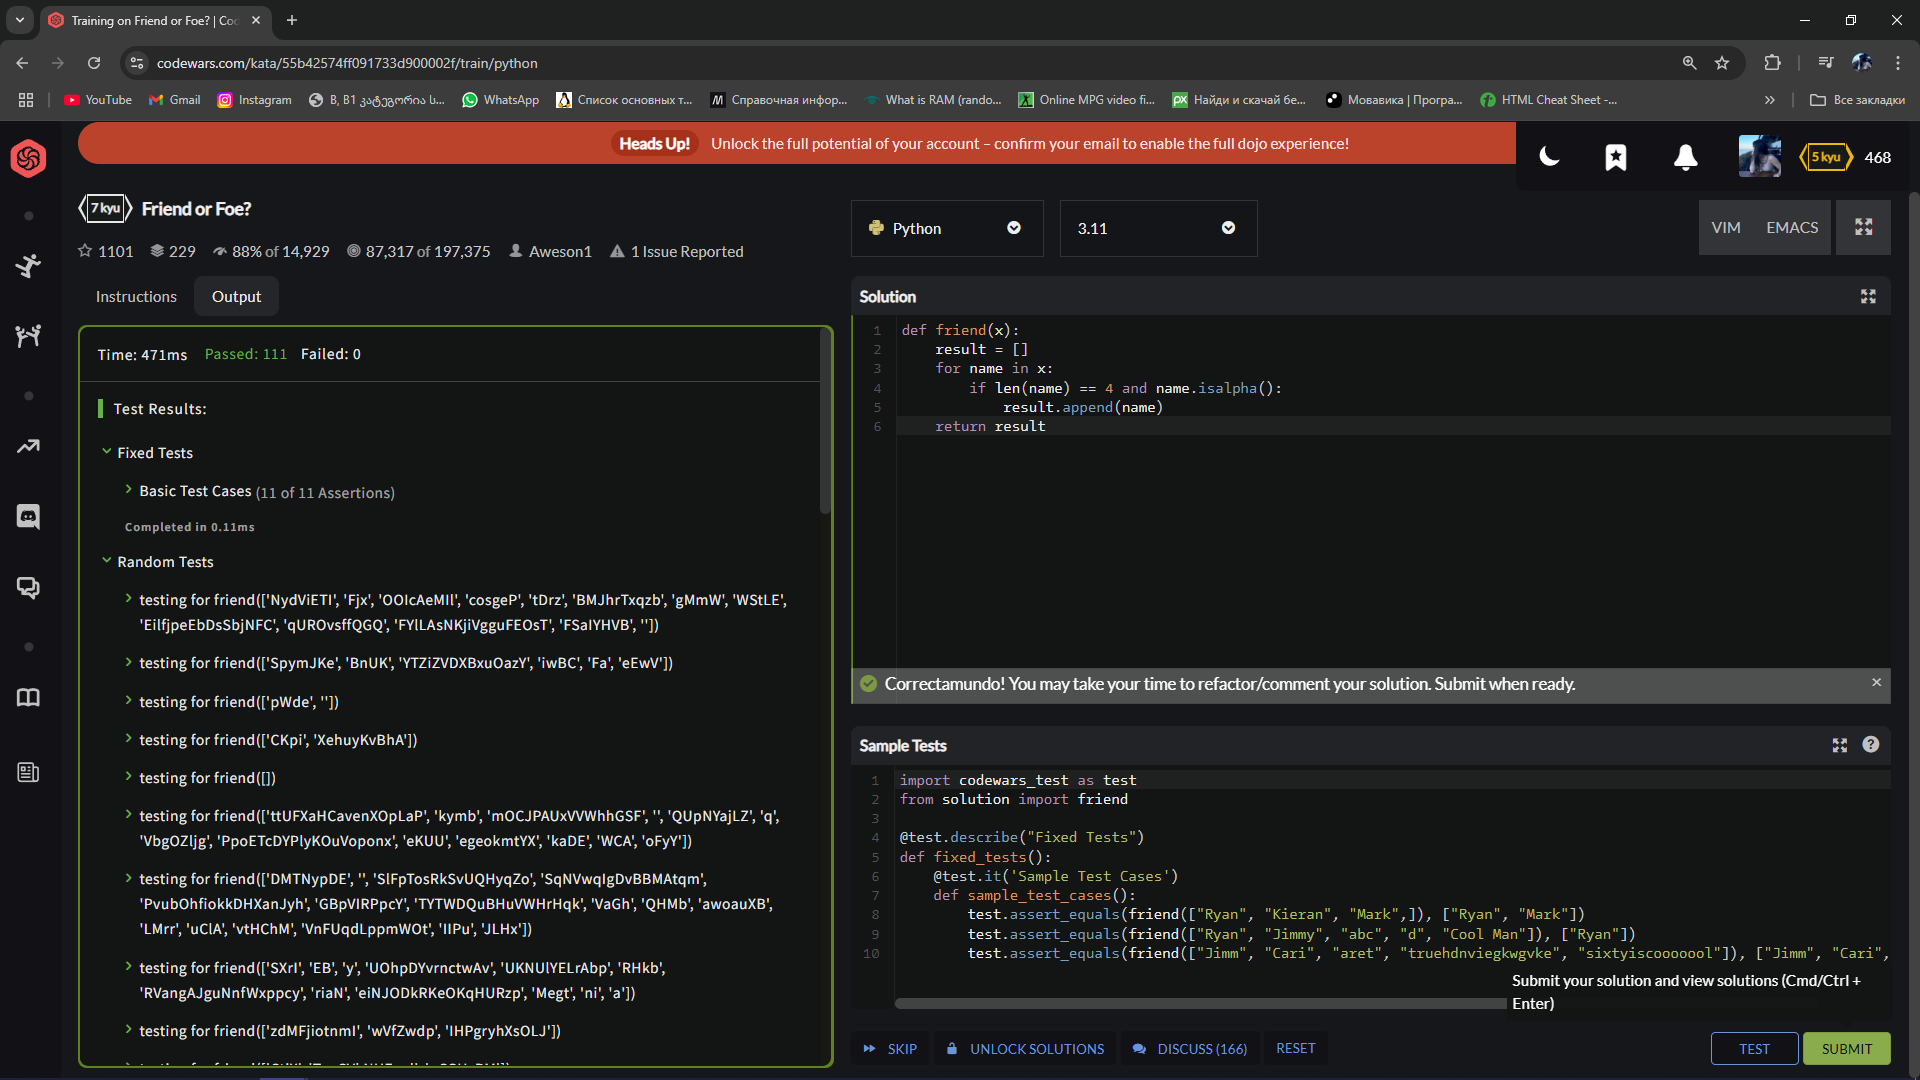 Training on Friend or Foe? | Co
codewars.com/kata/55b42574ff091733d900002f/train/python
YouTube
Gmail
Instagram
B, B1 კატეგორია ს...
WhatsApp
Список основных т...
Справочная инфор...
What is RAM (rando...
Online MPG video fi...
Найди и скачай бе...
Мовавика | Програ...
HTML Cheat Sheet -...
»
Все закладки
Heads Up! Unlock the full potential of your account – confirm your email to enable the full dojo experience!
5 kyu 468
7 kyu Friend or Foe?
1101 229 88% of 14,929 87,317 of 197,375 Aweson1 1 Issue Reported
Instructions Output
Time: 471ms Passed: 111 Failed: 0
Test Results:
Fixed Tests
Basic Test Cases (11 of 11 Assertions)
Completed in 0.11ms
Random Tests
testing for friend(['NydViETI', 'Fjx', 'OOIcAeMIl', 'cosgeP', 'tDrz', 'BMJhrTxqzb', 'gMmW', 'WStLE',
'EilfjpeEbDsSbjNFC', 'qUROvsffQGQ', 'FYlLAsNKjiVgguFEOsT', 'FSaIYHVB', ''])
testing for friend(['SpymJKe', 'BnUK', 'YTZiZVDXBxuOazY', 'iwBC', 'Fa', 'eEwV'])
testing for friend(['pWde', ''])
testing for friend(['CKpi', 'XehuyKvBhA'])
testing for friend([])
testing for friend(['ttUFXaHCavenXOpLaP', 'kymb', 'mOCJPAUxVVWhhGSF', '', 'QUpNYajLZ', 'q',
'VbgOZljg', 'PpoETcDYPlyKOuVoponx', 'eKUU', 'egeokmtYX', 'kaDE', 'WCA', 'oFyY'])
testing for friend(['DMTNypDE', '', 'SlFpTosRkSvUQHyqZo', 'SqNVwqIgDvBBMAtqm',
'PvubOhfiokkDHXanJyh', 'GBpVIRPpcY', 'TYTWDQuBHuVWHrHqk', 'VaGh', 'QHMb', 'awoauXB',
'LMrr', 'uClA', 'vtHChM', 'VnFUqdLppmWOt', 'IIPu', 'JLHx'])
testing for friend(['SXrI', 'EB', 'y', 'UOhpDYvrnctwAv', 'UKNUlYELrAbp', 'RHkb',
'RVangAJguNnfWxppcy', 'riaN', 'eiNJODkRKeOKqHURzp', 'Megt', 'ni', 'a'])
testing for friend(['zdMFjiotnmI', 'wVfZwdp', 'IHPgryhXsOLJ'])
Python
3.11
VIM EMACS
Solution
1 def friend(x):
2 result = []
3 for name in x:
4 if len(name) == 4 and name.isalpha():
5 result.append(name)
6 return result
Correctamundo! You may take your time to refactor/comment your solution. Submit when ready.
Sample Tests
1 import codewars_test as test
2 from solution import friend
3
4 @test.describe("Fixed Tests")
5 def fixed_tests():
6 @test.it('Sample Test Cases')
7 def sample_test_cases():
8 test.assert_equals(friend(["Ryan", "Kieran", "Mark",]), ["Ryan", "Mark"])
9 test.assert_equals(friend(["Ryan", "Jimmy", "abc", "d", "Cool Man"]), ["Ryan"])
10 test.assert_equals(friend(["Jimm", "Cari", "aret", "truehdnviegkwgvke", "sixtyiscooooool"]), ["Jimm", "Cari",
Submit your solution and view solutions (Cmd/Ctrl +
Enter)
SKIP
UNLOCK SOLUTIONS
DISCUSS (166)
RESET
TEST
SUBMIT